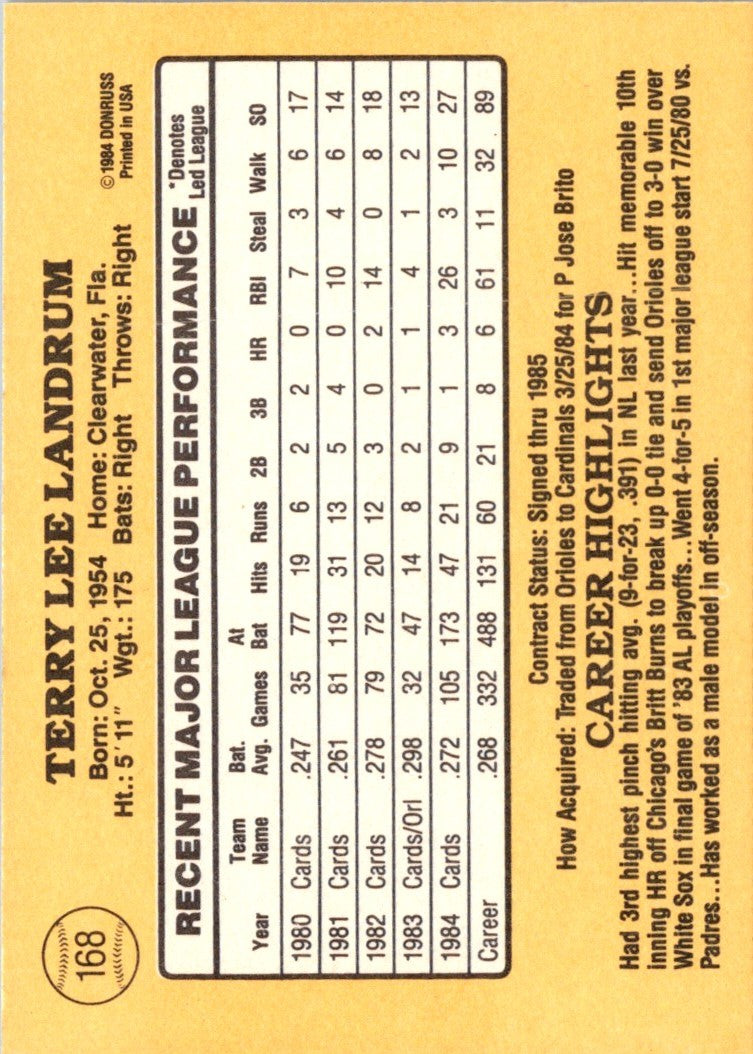 168
TERRY LEE LANDRUM
Born: Oct. 25, 1954 Home: Clearwater, Fla.
Ht.: 5'11" Wgt.: 175 Bats: Right Throws: Right
©1984 DONRUSS
Printed in USA
RECENT MAJOR LEAGUE PERFORMANCE
*Denotes
Led League
Year Team Name Bat. Avg. Games At Bat Hits Runs 2B 3B HR RBI Steal Walk SO
1980 Cards .247 35 77 19 6 2 2 0 7 3 6 17
1981 Cards .261 81 119 31 13 5 4 0 10 4 6 14
1982 Cards .278 79 72 20 12 3 0 2 14 0 8 18
1983 Cards/Orl .298 32 47 14 8 2 1 1 4 1 2 13
1984 Cards .272 105 173 47 21 9 1 3 26 3 10 27
Career .268 332 488 131 60 21 8 6 61 11 32 89
Contract Status: Signed thru 1985
How Acquired: Traded from Orioles to Cardinals 3/25/84 for P Jose Brito
CAREER HIGHLIGHTS
Had 3rd highest pinch hitting avg. (9-for-23, .391) in NL last year...Hit memorable 10th
inning HR off Chicago's Britt Burns to break up 0-0 tie and send Orioles off to 3-0 win over
White Sox in final game of '83 AL playoffs...Went 4-for-5 in 1st major league start 7/25/80 vs.
Padres...Has worked as a male model in off-season.